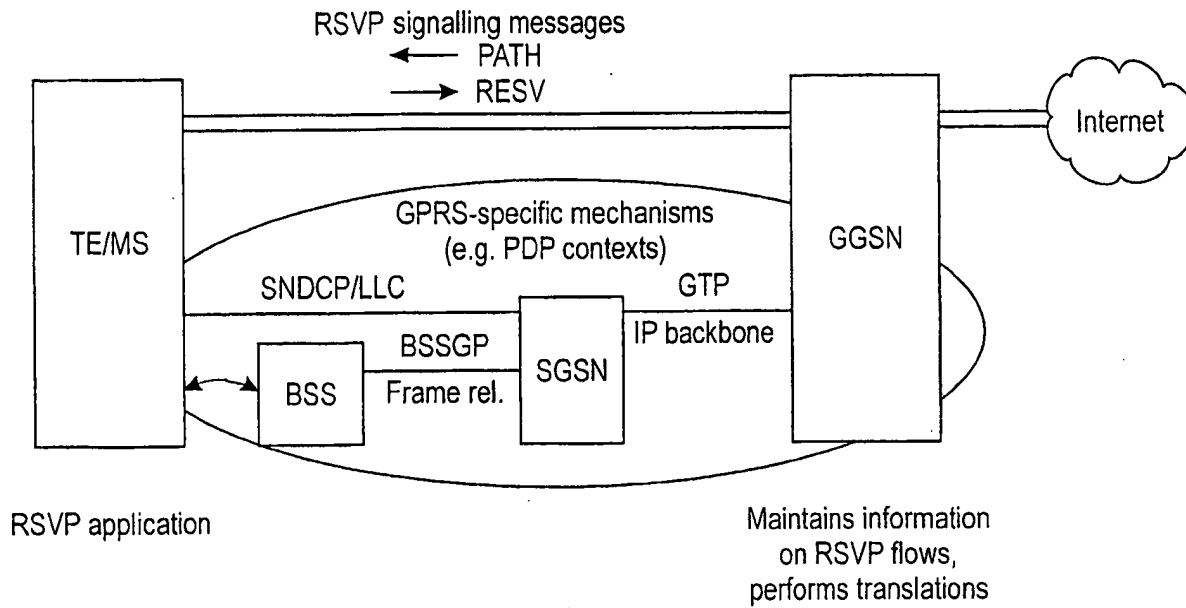 RSVP signalling messages
PATH
RESV
Internet
TE/MS
GPRS-specific mechanisms
(e.g. PDP contexts)
GGSN
SNDCP/LLC
GTP
IP backbone
BSSGP
SGSN
BSS
Frame rel.
RSVP application
Maintains information
on RSVP flows,
performs translations